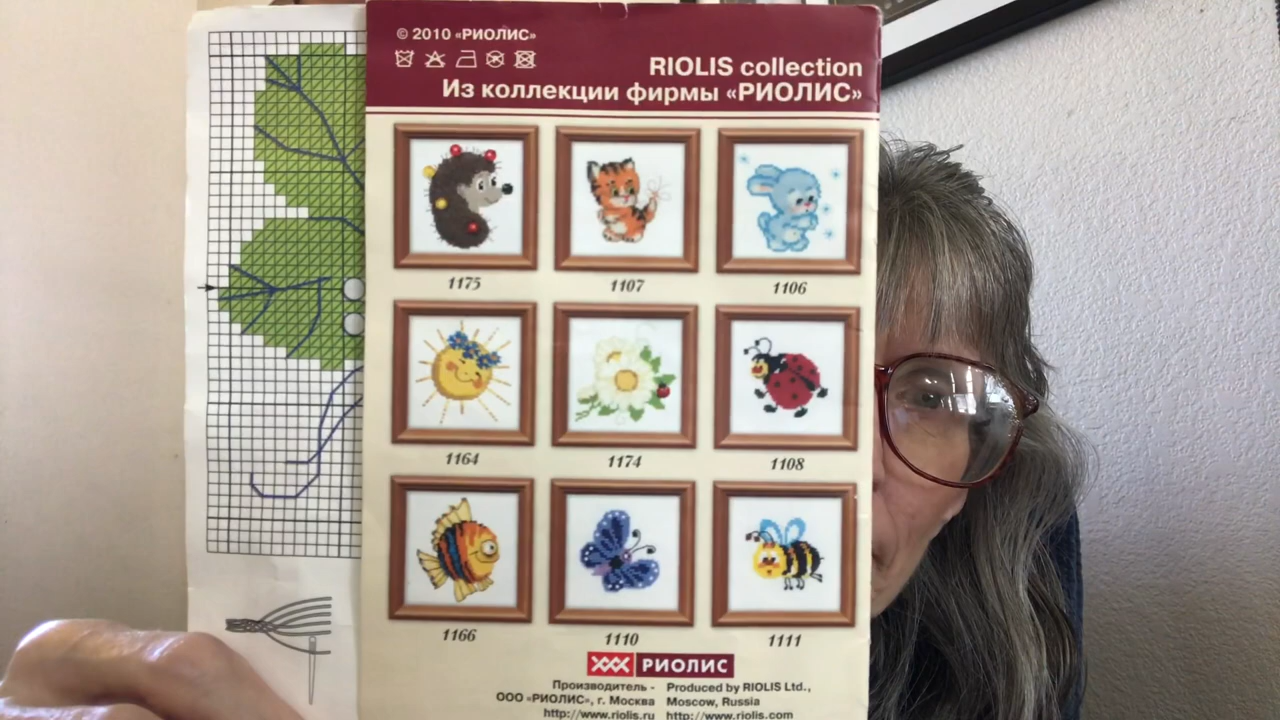 © 2010 «РИОЛИС»
RIOLIS collection
Из коллекции фирмы «РИОЛИС»
1175 1107 1106
1164 1174 1108
1166 1110 1111
РИОЛИС
Производитель -
ООО «РИОЛИС», г. Москва
http://www.riolis.ru
Produced by RIOLIS Ltd.,
Moscow, Russia
http://www.riolis.com